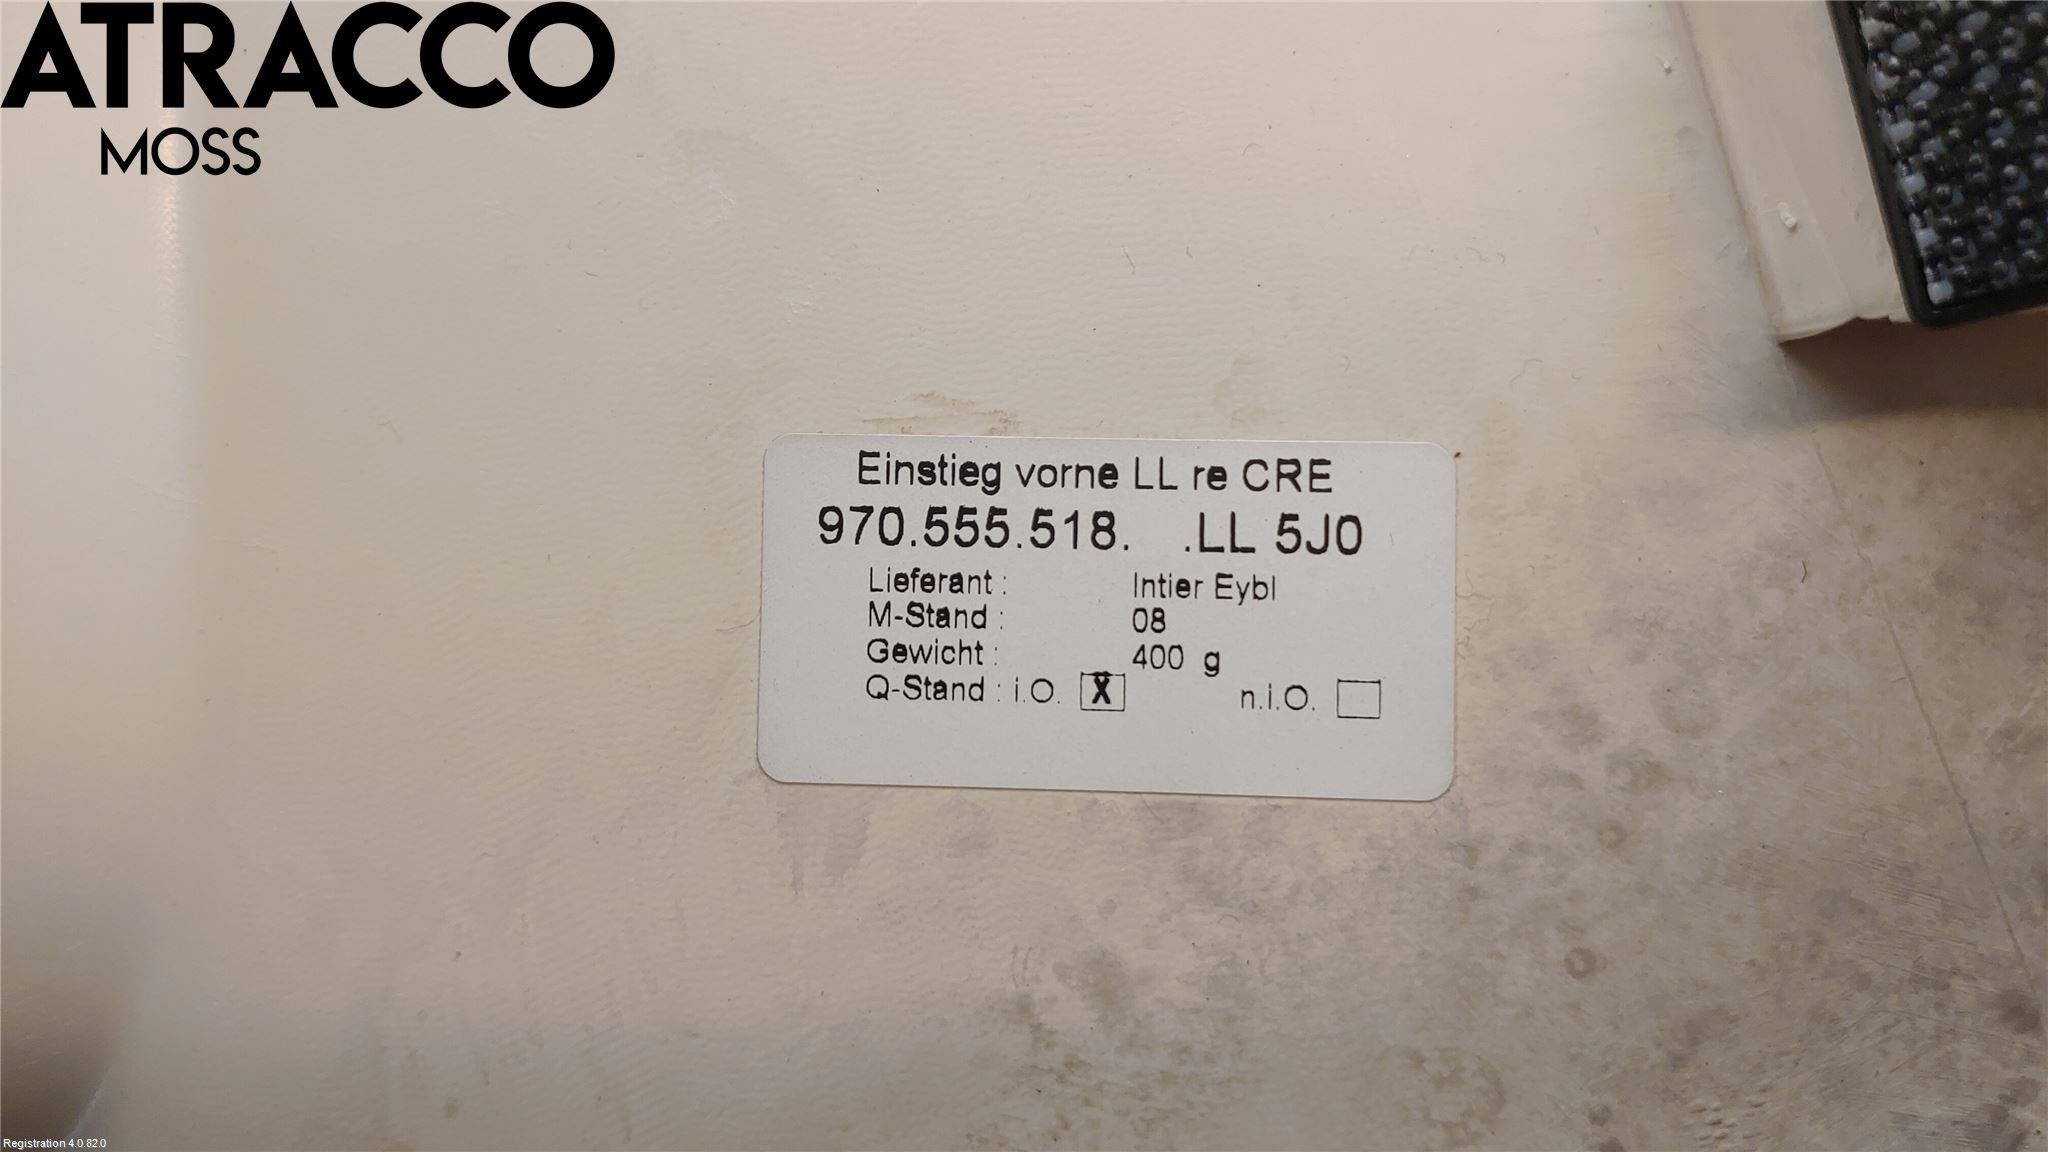 ATRACCO
MOSS
Einstieg vorne LL re CRE
970.555.518. .LL 5J0
Lieferant : Intier Eybl
M-Stand : 08
Gewicht : 400 g
Q-Stand : i.O. X n.i.O.
Registration 4.0.82.0